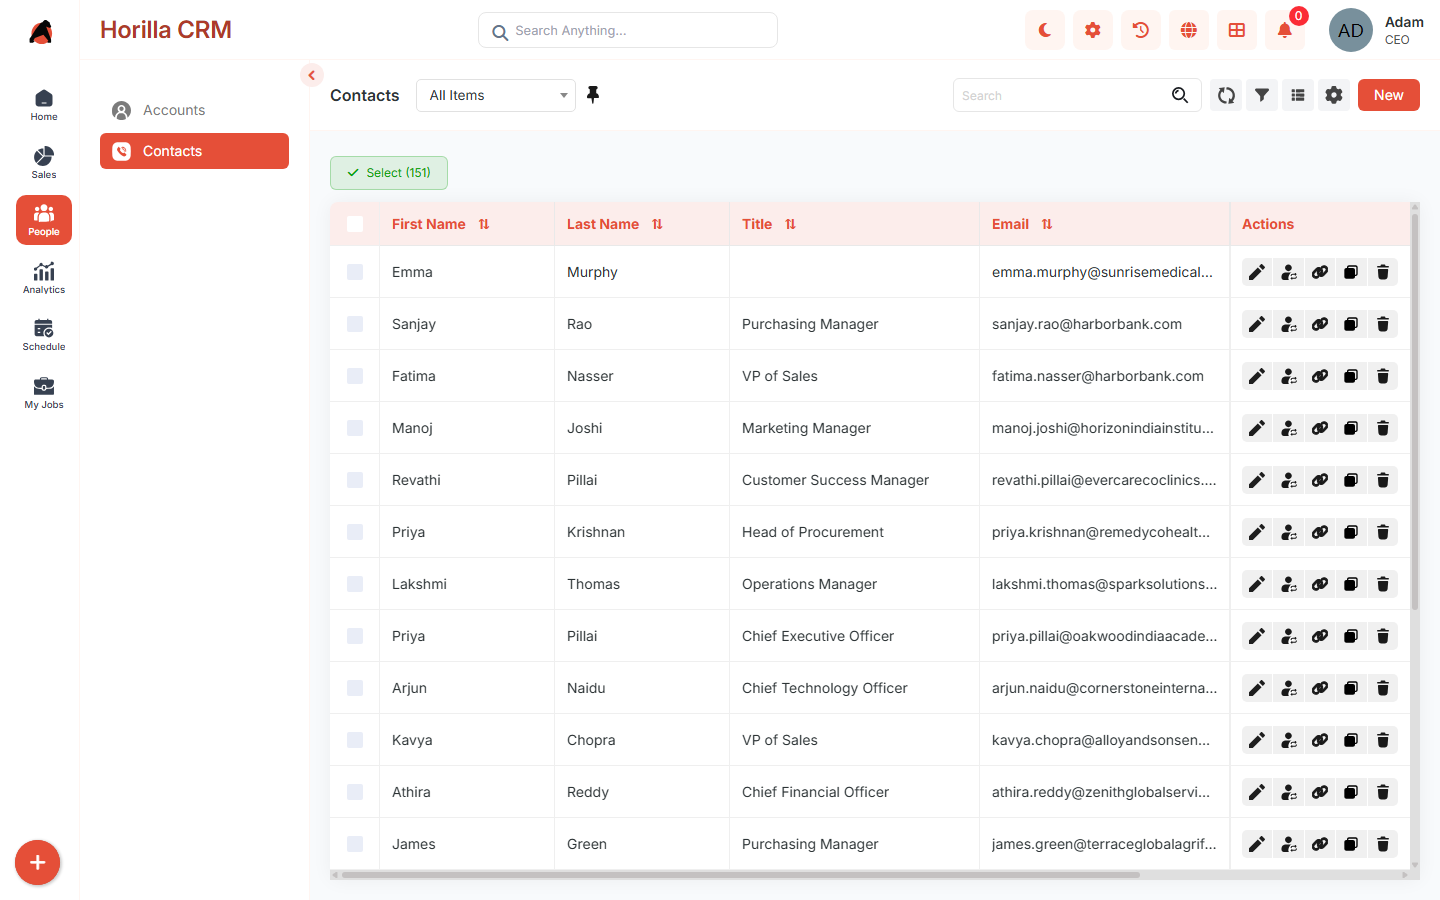 Horilla CRM
Search Anything...
0
AD
Adam
CEO
Home
Sales
People
Analytics
Schedule
My Jobs
Accounts
Contacts
Contacts
All Items
Search
New
Select (151)
First Name Last Name Title Email Actions
Emma Murphy emma.murphy@sunrisemedical...
Sanjay Rao Purchasing Manager sanjay.rao@harborbank.com
Fatima Nasser VP of Sales fatima.nasser@harborbank.com
Manoj Joshi Marketing Manager manoj.joshi@horizonindiainstitu...
Revathi Pillai Customer Success Manager revathi.pillai@evercarecoclinics....
Priya Krishnan Head of Procurement priya.krishnan@remedycohealt...
Lakshmi Thomas Operations Manager lakshmi.thomas@sparksolutions...
Priya Pillai Chief Executive Officer priya.pillai@oakwoodindiaacade...
Arjun Naidu Chief Technology Officer arjun.naidu@cornerstoneinterna...
Kavya Chopra VP of Sales kavya.chopra@alloyandsonsen...
Athira Reddy Chief Financial Officer athira.reddy@zenithglobalservi...
James Green Purchasing Manager james.green@terraceglobalagrif...